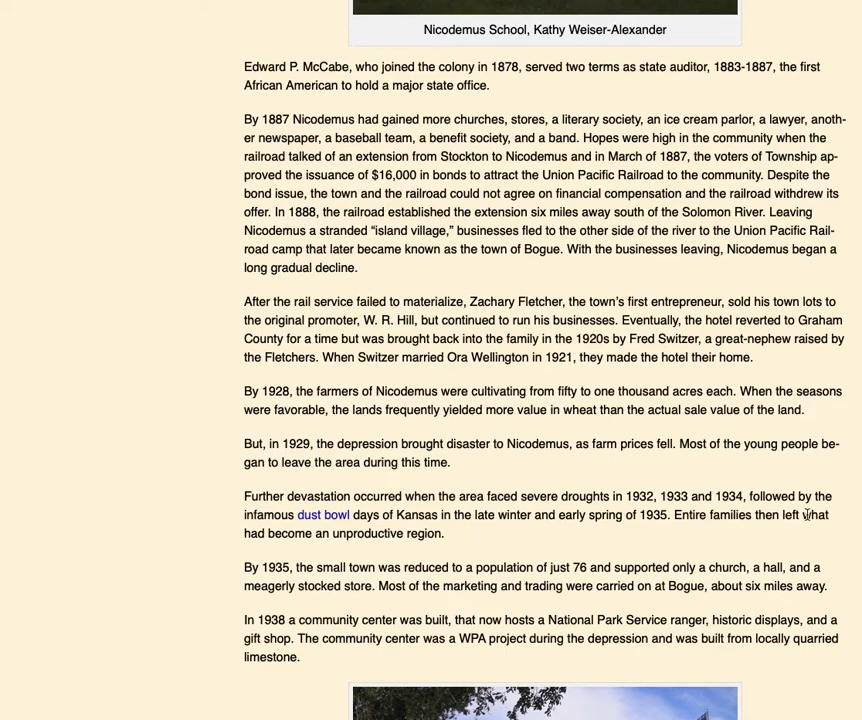 Nicodemus School, Kathy Weiser-Alexander
Edward P. McCabe, who joined the colony in 1878, served two terms as state auditor, 1883-1887, the first
African American to hold a major state office.
By 1887 Nicodemus had gained more churches, stores, a literary society, an ice cream parlor, a lawyer, anoth-
er newspaper, a baseball team, a benefit society, and a band. Hopes were high in the community when the
railroad talked of an extension from Stockton to Nicodemus and in March of 1887, the voters of Township ap-
proved the issuance of $16,000 in bonds to attract the Union Pacific Railroad to the community. Despite the
bond issue, the town and the railroad could not agree on financial compensation and the railroad withdrew its
offer. In 1888, the railroad established the extension six miles away south of the Solomon River. Leaving
Nicodemus a stranded “island village,” businesses fled to the other side of the river to the Union Pacific Rail-
road camp that later became known as the town of Bogue. With the businesses leaving, Nicodemus began a
long gradual decline.
After the rail service failed to materialize, Zachary Fletcher, the town’s first entrepreneur, sold his town lots to
the original promoter, W. R. Hill, but continued to run his businesses. Eventually, the hotel reverted to Graham
County for a time but was brought back into the family in the 1920s by Fred Switzer, a great-nephew raised by
the Fletchers. When Switzer married Ora Wellington in 1921, they made the hotel their home.
By 1928, the farmers of Nicodemus were cultivating from fifty to one thousand acres each. When the seasons
were favorable, the lands frequently yielded more value in wheat than the actual sale value of the land.
But, in 1929, the depression brought disaster to Nicodemus, as farm prices fell. Most of the young people be-
gan to leave the area during this time.
Further devastation occurred when the area faced severe droughts in 1932, 1933 and 1934, followed by the
infamous dust bowl days of Kansas in the late winter and early spring of 1935. Entire families then left what
had become an unproductive region.
By 1935, the small town was reduced to a population of just 76 and supported only a church, a hall, and a
meagerly stocked store. Most of the marketing and trading were carried on at Bogue, about six miles away.
In 1938 a community center was built, that now hosts a National Park Service ranger, historic displays, and a
gift shop. The community center was a WPA project during the depression and was built from locally quarried
limestone.